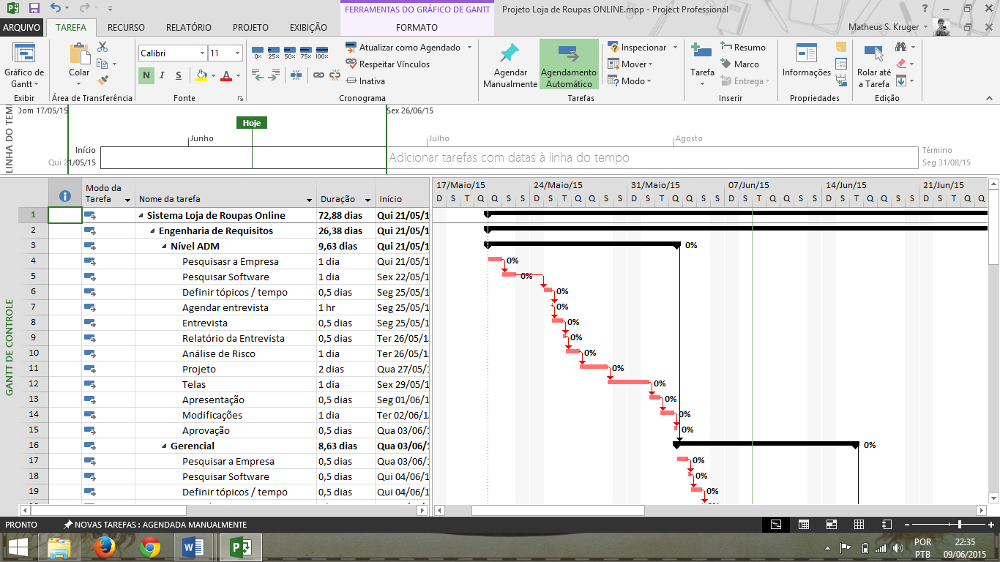 FERRAMENTAS DO GRÁFICO DE GANTT
Projeto Loja de Roupas ONLINE.mpp - Project Professional
ARQUIVO TAREFA RECURSO RELATÓRIO PROJETO EXIBIÇÃO FORMATO
Matheus S. Kruger
Gráfico de Gantt
Exibir
Colar
Área de Transferência
Calibri 11
N I S A
Fonte
0% 25% 50% 75% 100%
Atualizar como Agendado
Respeitar Vínculos
Inativa
Cronograma
Agendar Manualmente
Agendamento Automático
Inspecionar
Mover
Modo
Tarefas
Tarefa
Resumo
Marco
Entrega
Inserir
Informações
Propriedades
Rolar até a Tarefa
Edição
LINHA DO TEM
Dom 17/05/15
Sex 26/06/15
Hoje
Junho Julho Agosto
Início
Qui 21/05/15
Adicionar tarefas com datas à linha do tempo
Término
Seg 31/08/15
GANTT DE CONTROLE
Modo da Tarefa Nome da tarefa Duração Início
17/Maio/15 24/Maio/15 31/Maio/15 07/Jun/15 14/Jun/15 21/Jun/15
D S T Q Q S S D S T Q Q S S D S T Q Q S S D S T Q Q S S D S T Q Q S S D S T Q Q
1 Sistema Loja de Roupas Online 72,88 dias Qui 21/05/1
2 Engenharia de Requisitos 26,38 dias Qui 21/05/1
3 Nível ADM 9,63 dias Qui 21/05/1 0%
4 Pesquisasr a Empresa 1 dia Qui 21/05/1 0%
5 Pesquisar Software 1 dia Sex 22/05/1 0%
6 Definir tópicos / tempo 0,5 dias Seg 25/05/1 0%
7 Agendar entrevista 1 hr Seg 25/05/1 0%
8 Entrevista 0,5 dias Seg 25/05/1 0%
9 Relatório da Entrevista 0,5 dias Ter 26/05/1 0%
10 Análise de Risco 1 dia Ter 26/05/1 0%
11 Projeto 2 dias Qua 27/05/1 0%
12 Telas 1 dia Sex 29/05/1 0%
13 Apresentação 0,5 dias Seg 01/06/1 0%
14 Modificações 1 dia Ter 02/06/1 0%
15 Aprovação 0,5 dias Qua 03/06/1 0%
16 Gerencial 8,63 dias Qua 03/06/1 0%
17 Pesquisar a Empresa 0,5 dias Qua 03/06/1 0%
18 Pesquisar Software 0,5 dias Qui 04/06/1 0%
19 Definir tópicos / tempo 0,5 dias Qui 04/06/1 0%
PRONTO NOVAS TAREFAS : AGENDADA MANUALMENTE
POR
PTB
22:35
09/06/2015